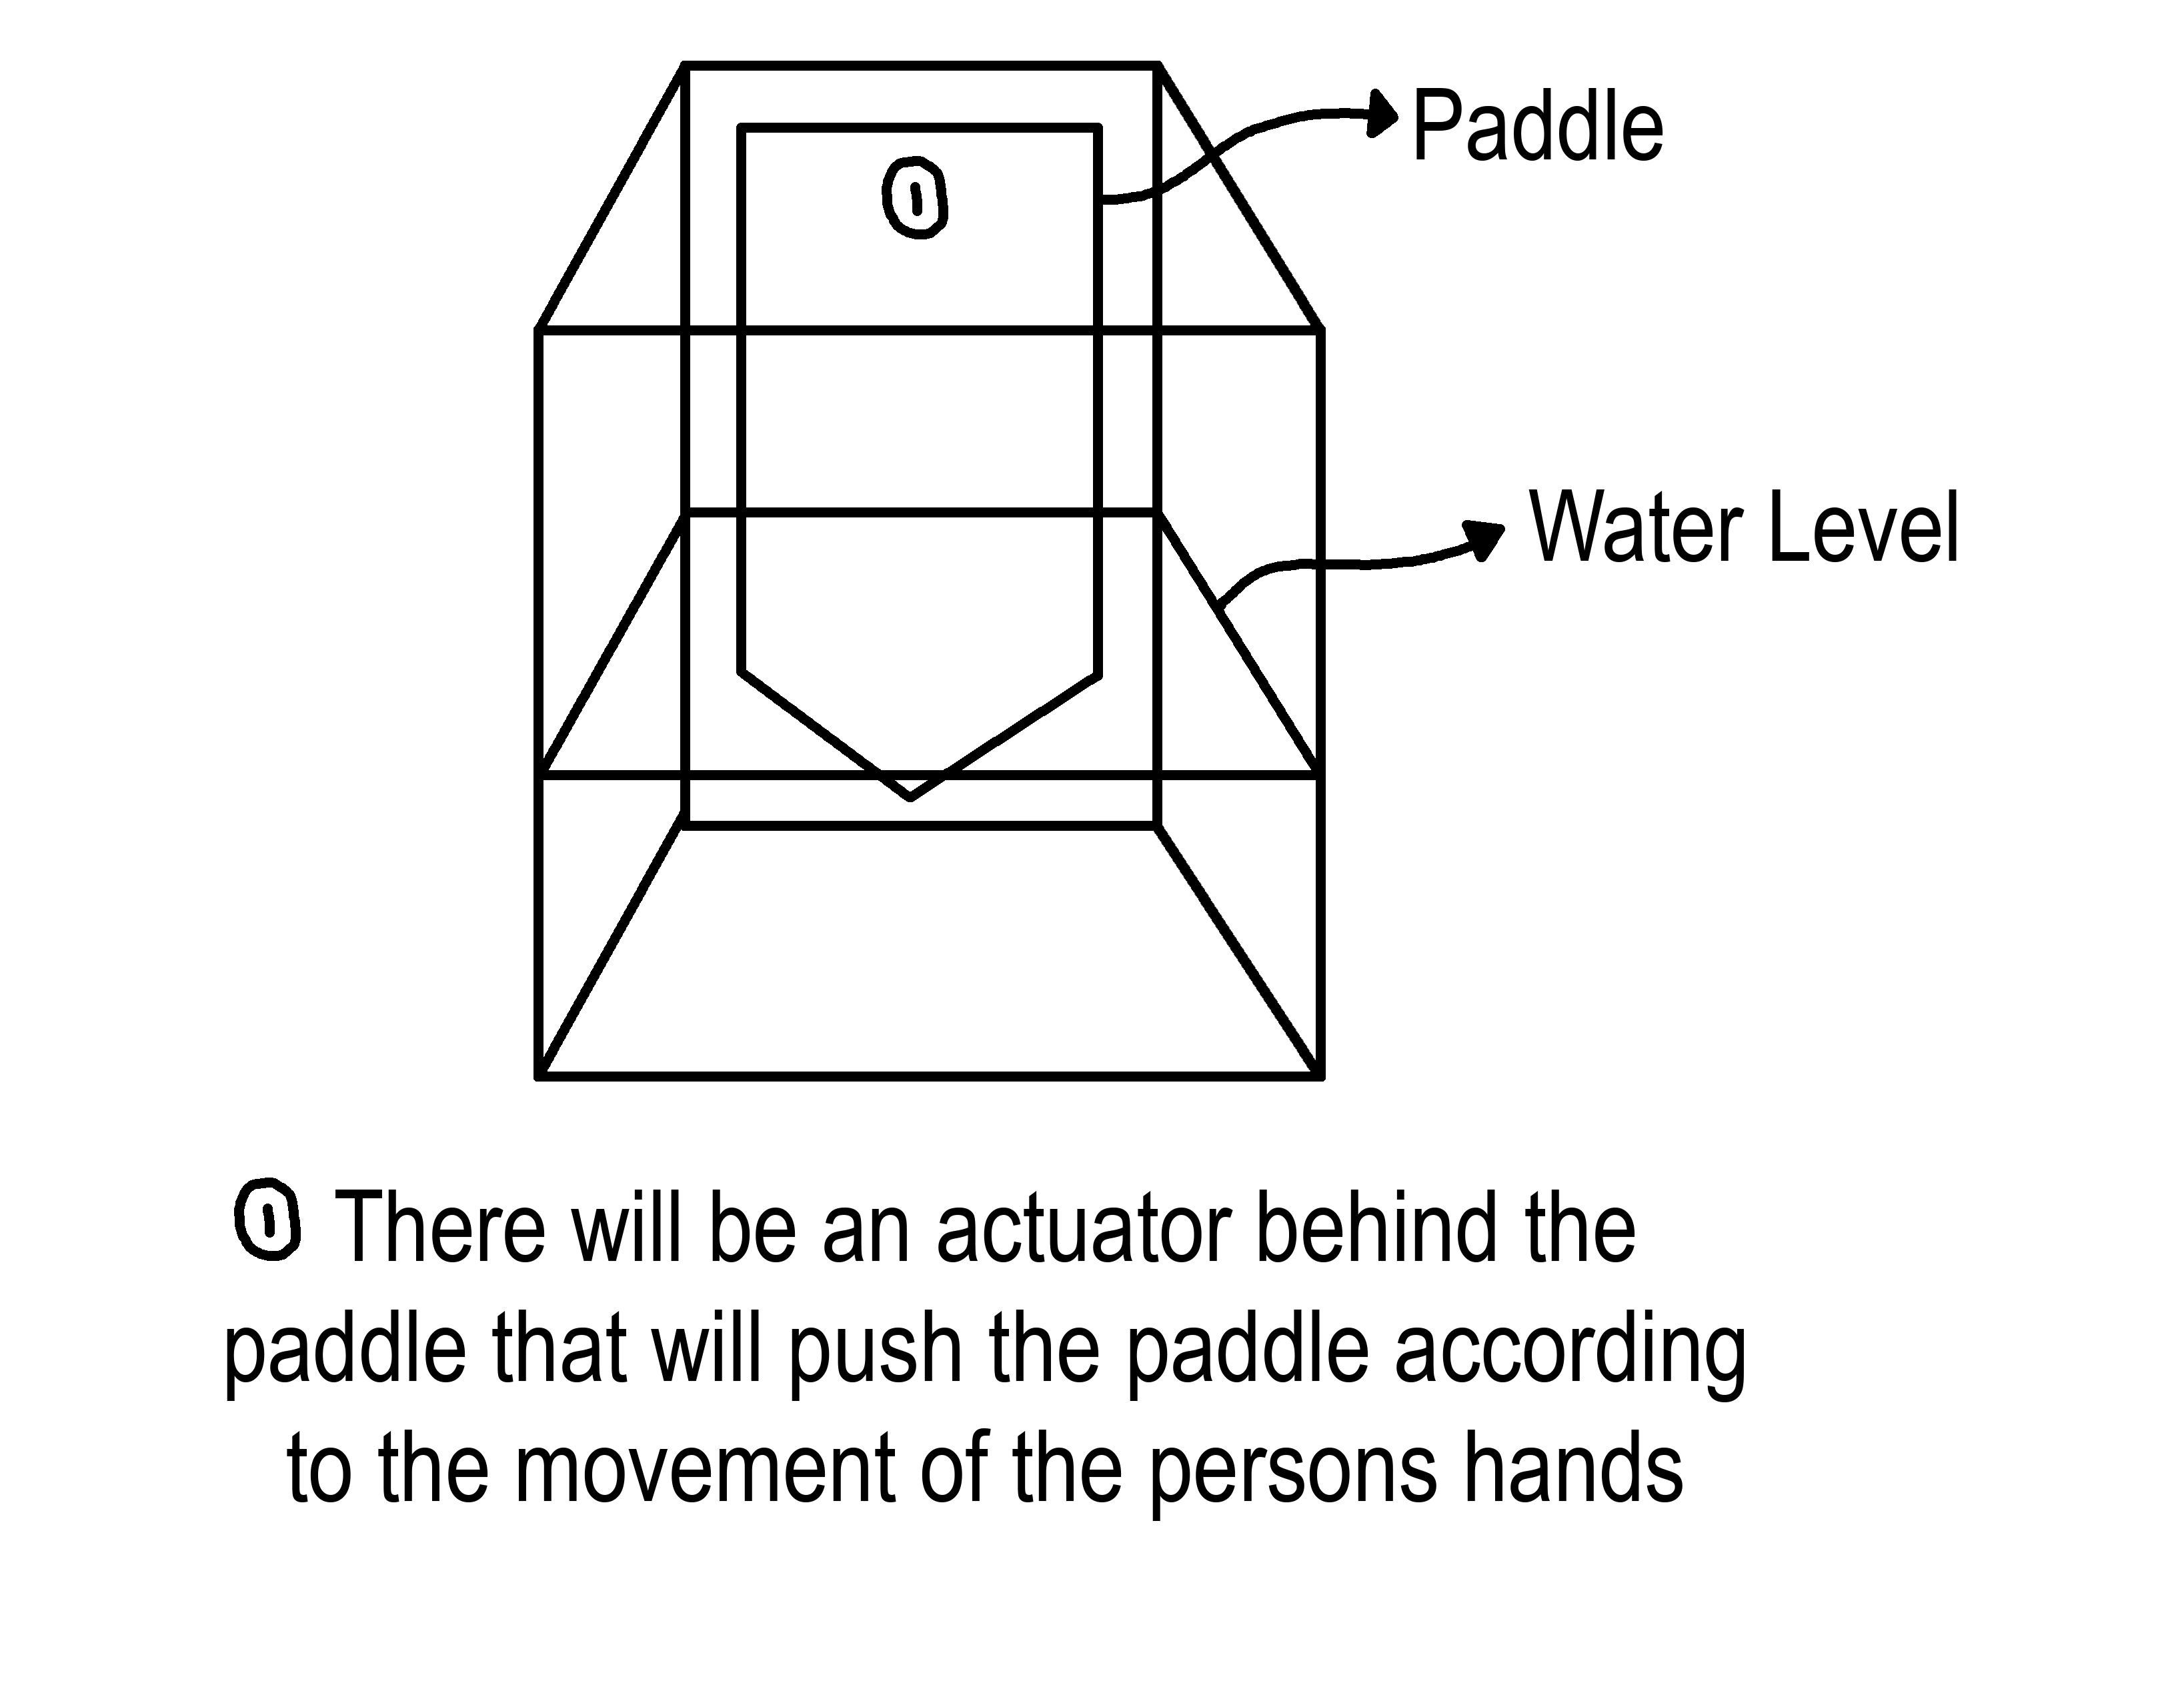 ①
Paddle
Water Level
① There will be an actuator behind the
paddle that will push the paddle according
to the movement of the persons hands